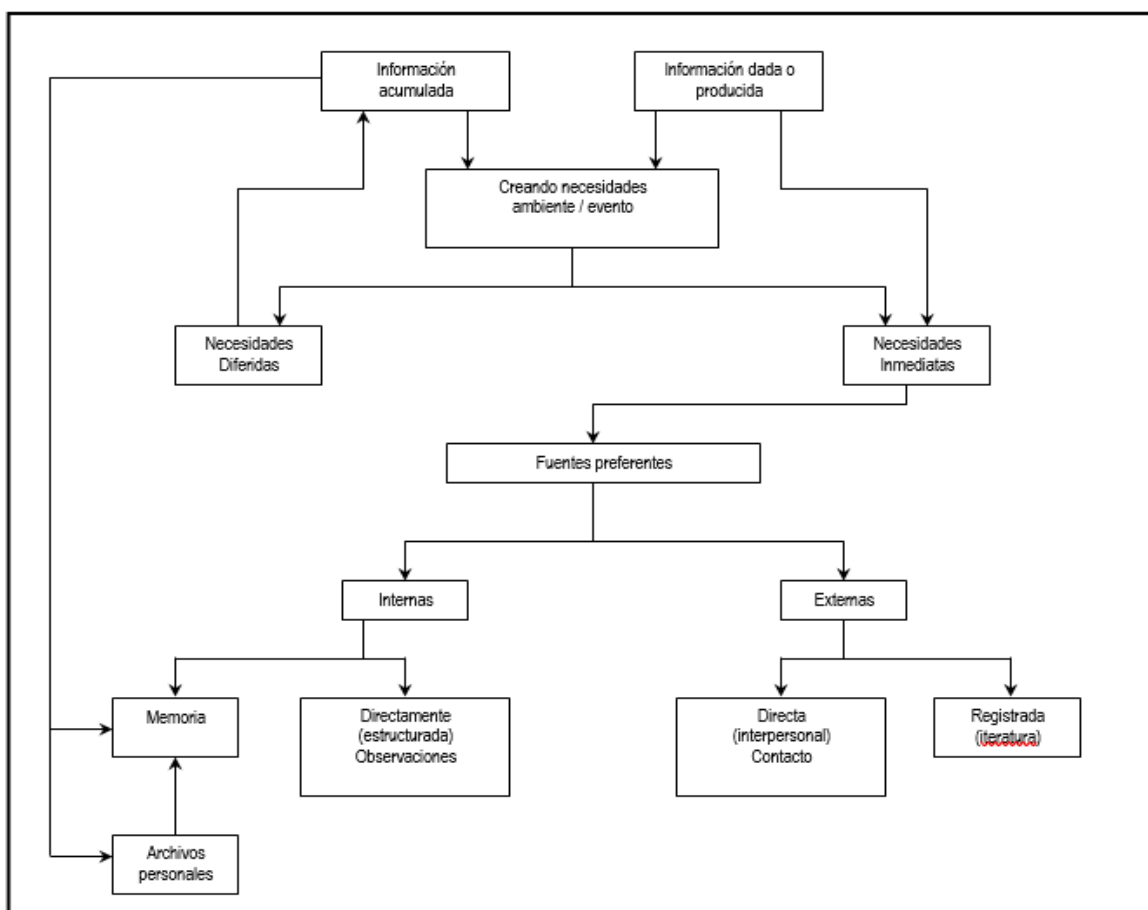 Información
acumulada
Información dada o
producida
Creando necesidades
ambiente / evento
Necesidades
Diferidas
Necesidades
Inmediatas
Fuentes preferentes
Internas
Externas
Memoria
Directamente
(estructurada)
Observaciones
Directa
(interpersonal)
Contacto
Registrada
(iteratura)
Archivos
personales